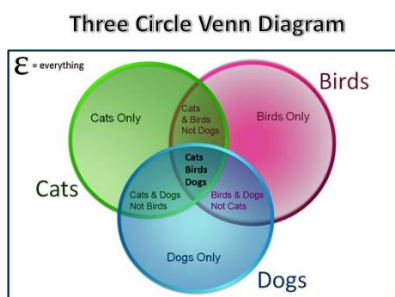 Three Circle Venn Diagram
ε = everything
Birds
Cats
& Birds
Not Dogs
Cats Only
Birds Only
Cats
Birds
Dogs
Cats
Cats & Dogs
Not Birds
Birds & Dogs
Not Cats
Dogs Only
Dogs